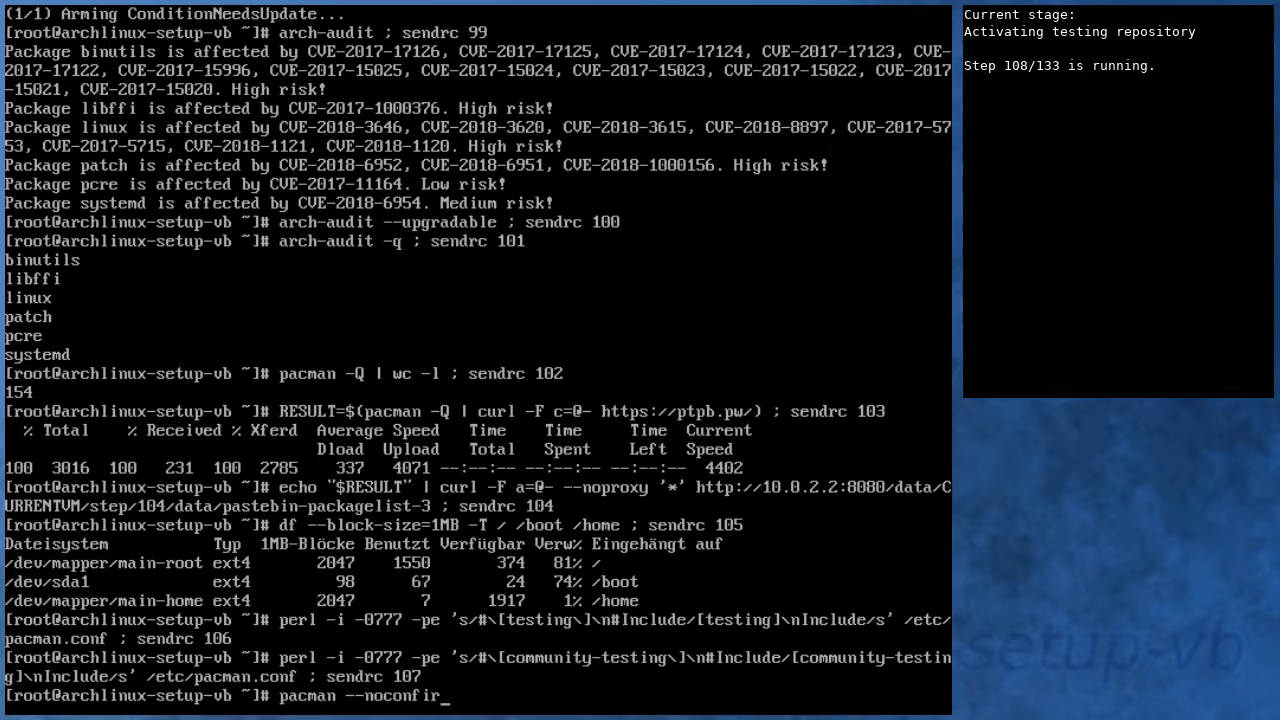 (1/1) Arming ConditionNeedsUpdate...
[root@archlinux-setup-vb ~]# arch-audit ; sendrc 99
Package binutils is affected by CVE-2017-17126, CVE-2017-17125, CVE-2017-17124, CVE-2017-17123, CVE-
2017-17122, CVE-2017-15996, CVE-2017-15025, CVE-2017-15024, CVE-2017-15023, CVE-2017-15022, CVE-2017
-15021, CVE-2017-15020. High risk!
Package libffi is affected by CVE-2017-1000376. High risk!
Package linux is affected by CVE-2018-3646, CVE-2018-3620, CVE-2018-3615, CVE-2018-8897, CVE-2017-57
53, CVE-2017-5715, CVE-2018-1121, CVE-2018-1120. High risk!
Package patch is affected by CVE-2018-6952, CVE-2018-6951, CVE-2018-1000156. High risk!
Package pcre is affected by CVE-2017-11164. Low risk!
Package systemd is affected by CVE-2018-6954. Medium risk!
[root@archlinux-setup-vb ~]# arch-audit --upgradable ; sendrc 100
[root@archlinux-setup-vb ~]# arch-audit -q ; sendrc 101
binutils
libffi
linux
patch
pcre
systemd
[root@archlinux-setup-vb ~]# pacman -Q | wc -l ; sendrc 102
154
[root@archlinux-setup-vb ~]# RESULT=$(pacman -Q | curl -F c=@- https://ptpb.pw/) ; sendrc 103
  % Total    % Received % Xferd  Average Speed   Time    Time     Time  Current
                                 Dload  Upload   Total   Spent    Left  Speed
100  3016  100   231  100  2785    337   4071 --:--:-- --:--:-- --:--:--  4402
[root@archlinux-setup-vb ~]# echo "$RESULT" | curl -F a=@- --noproxy '*' http://10.0.2.2:8080/data/C
URRENTVM/step/104/data/pastebin-packagelist-3 ; sendrc 104
[root@archlinux-setup-vb ~]# df --block-size=1MB -T / /boot /home ; sendrc 105
Dateisystem           Typ  1MB-Blöcke Benutzt Verfügbar Verw% Eingehängt auf
/dev/mapper/main-root ext4       2047    1550       374   81% /
/dev/sda1             ext4         98      67        24   74% /boot
/dev/mapper/main-home ext4       2047       7      1917    1% /home
[root@archlinux-setup-vb ~]# perl -i -0777 -pe 's/#\[testing\]\n#Include/[testing]\nInclude/s' /etc/
pacman.conf ; sendrc 106
[root@archlinux-setup-vb ~]# perl -i -0777 -pe 's/#\[community-testing\]\n#Include/[community-testin
g]\nInclude/s' /etc/pacman.conf ; sendrc 107
[root@archlinux-setup-vb ~]# pacman --noconfir_
Current stage:
Activating testing repository
Step 108/133 is running.
setup-vb